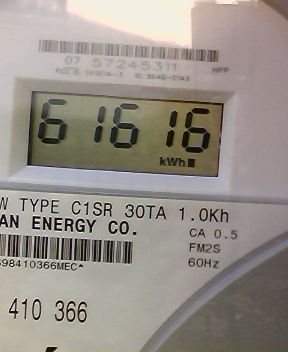 07 57245311 HPP
61616
kWh
W TYPE C1SR 30TA 1.0Kh
AN ENERGY CO.
CA 0.5
FM2S
98410366MEC*
60Hz
410 366